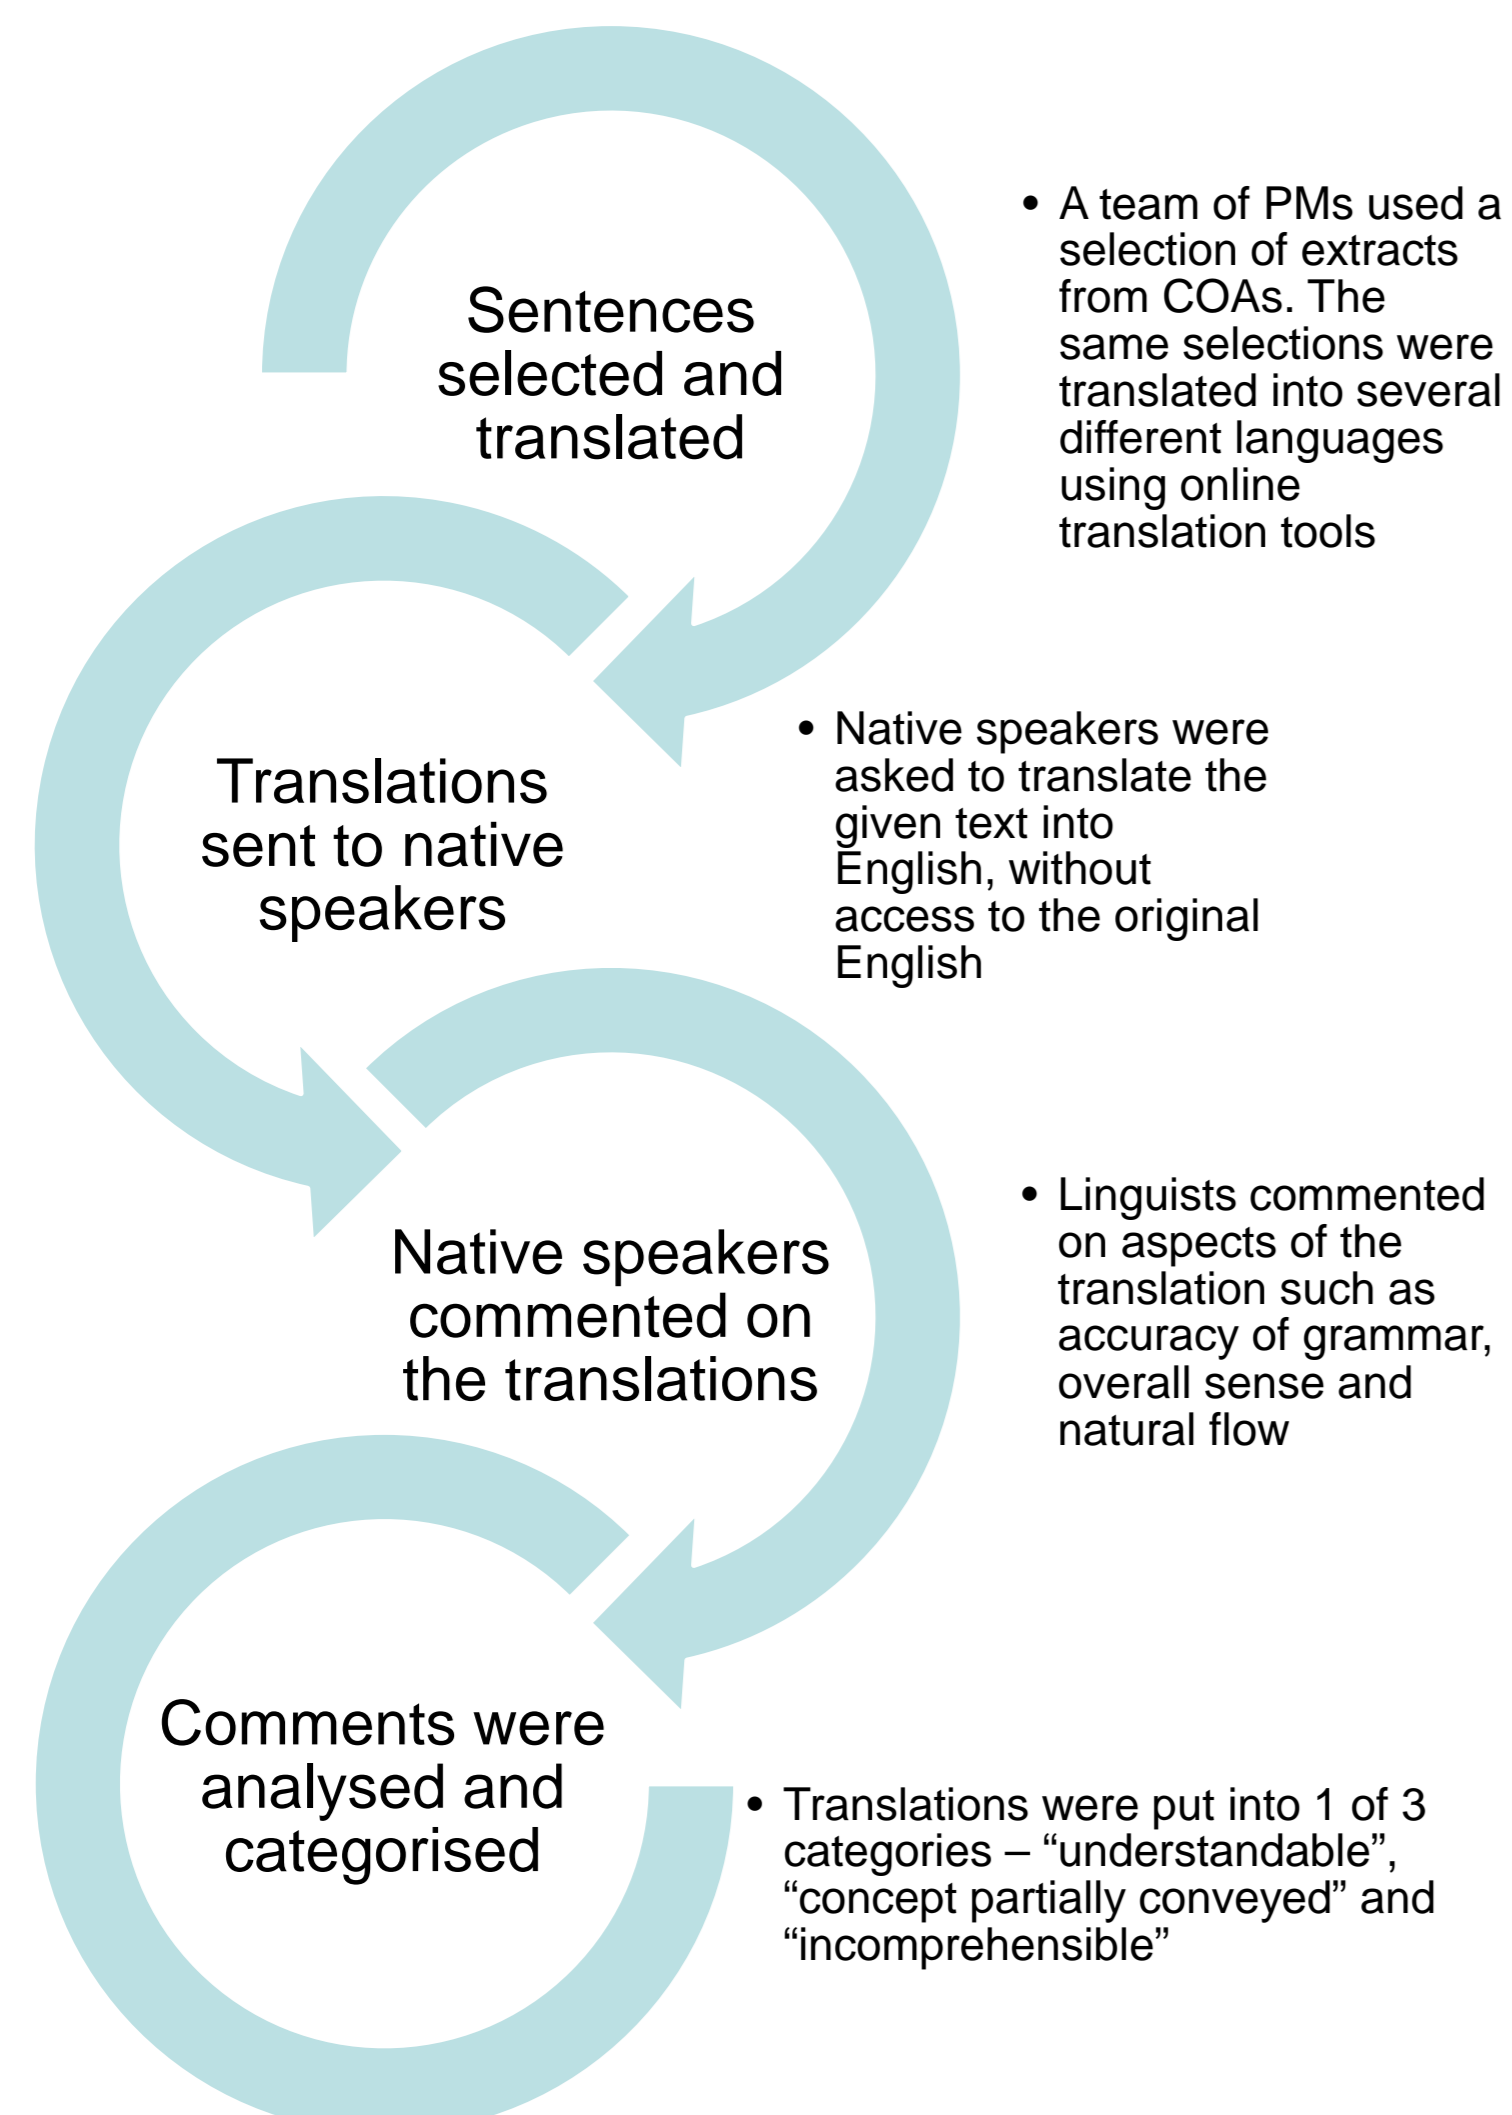 Sentences
selected and
translated
• A team of PMs used a
selection of extracts
from COAs. The
same selections were
translated into several
different languages
using online
translation tools
Translations
sent to native
speakers
• Native speakers were
asked to translate the
given text into
English, without
access to the original
English
Native speakers
commented on
the translations
• Linguists commented
on aspects of the
translation such as
accuracy of grammar,
overall sense and
natural flow
Comments were
analysed and
categorised
• Translations were put into 1 of 3
categories – “understandable”,
“concept partially conveyed” and
“incomprehensible”